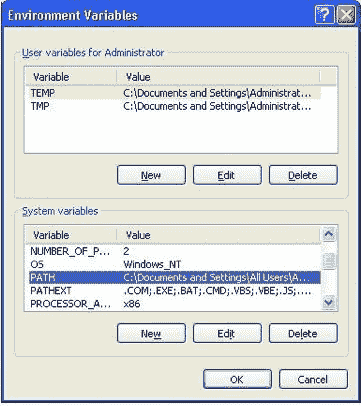 Environment Variables
User variables for Administrator
Variable Value
TEMP C:\Documents and Settings\Administrat...
TMP C:\Documents and Settings\Administrat...
New Edit Delete
System variables
Variable Value
NUMBER_OF_P... 2
OS Windows_NT
PATH C:\Documents and Settings\All Users\A...
PATHEXT .COM;.EXE;.BAT;.CMD;.VBS;.VBE;.JS;....
PROCESSOR_A... x86
New Edit Delete
OK Cancel